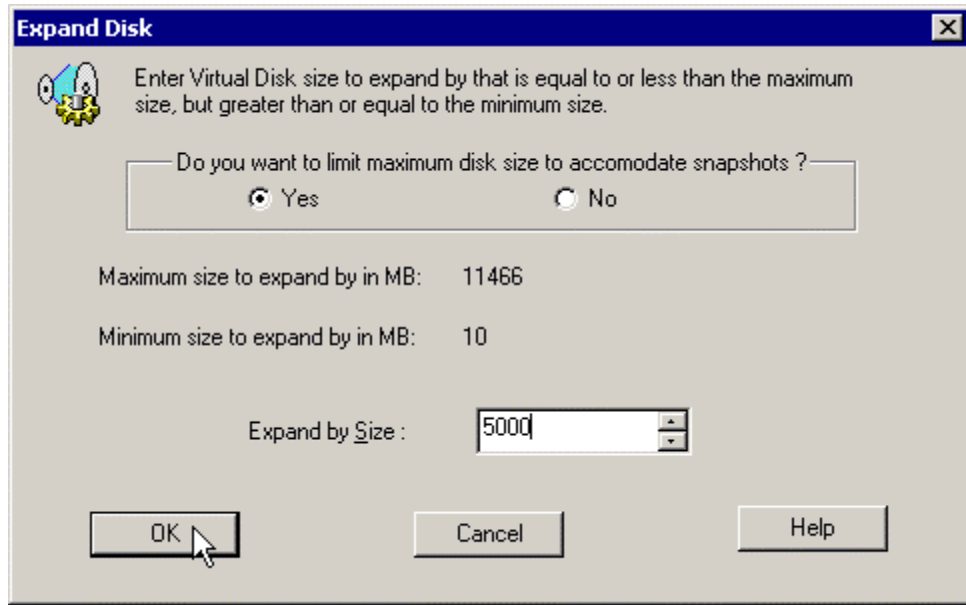 Expand Disk
Enter Virtual Disk size to expand by that is equal to or less than the maximum
size, but greater than or equal to the minimum size.
Do you want to limit maximum disk size to accomodate snapshots ?
Yes No
Maximum size to expand by in MB: 11466
Minimum size to expand by in MB: 10
Expand by Size : 5000
OK Cancel Help